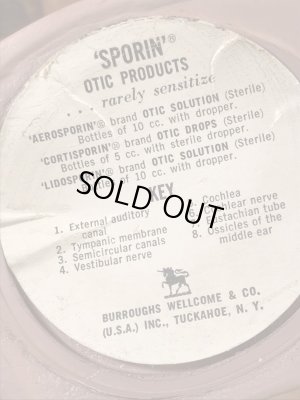 'SPORIN'®
OTIC PRODUCTS
. . . rarely sensitize
'AEROSPORIN'® brand OTIC SOLUTION (Sterile)
Bottles of 10 cc. with dropper.
'CORTISPORIN'® brand OTIC DROPS (Sterile)
Bottles of 5 cc. with sterile dropper.
'LIDOSPORIN'® brand OTIC SOLUTION (Sterile)
Bottles of 10 cc. with dropper.
SOLD OUT
KEY
1. External auditory
canal
2. Tympanic membrane
3. Semicircular canals
4. Vestibular nerve
Cochlea
nerve
Eustachian tube
8. Ossicles of the
middle ear
BURROUGHS WELLCOME & CO.
(U.S.A.) INC., TUCKAHOE, N. Y.